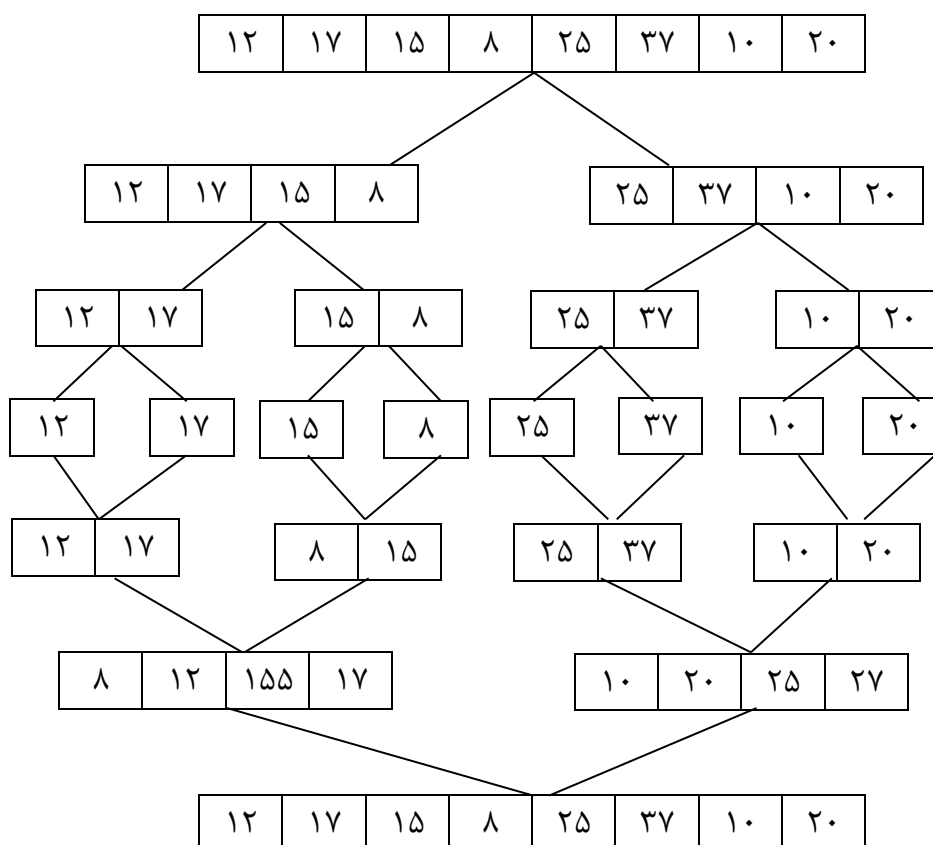 ۱۲ ۱۷ ۱۵ ۸ ۲۵ ۳۷ ۱۰ ۲۰
۱۲ ۱۷ ۱۵ ۸ ۲۵ ۳۷ ۱۰ ۲۰
۱۲ ۱۷ ۱۵ ۸ ۲۵ ۳۷ ۱۰ ۲۰
۱۲ ۱۷ ۱۵ ۸ ۲۵ ۳۷ ۱۰ ۲۰
۱۲ ۱۷ ۸ ۱۵ ۲۵ ۳۷ ۱۰ ۲۰
۸ ۱۲ ۱۵۵ ۱۷ ۱۰ ۲۰ ۲۵ ۲۷
۱۲ ۱۷ ۱۵ ۸ ۲۵ ۳۷ ۱۰ ۲۰